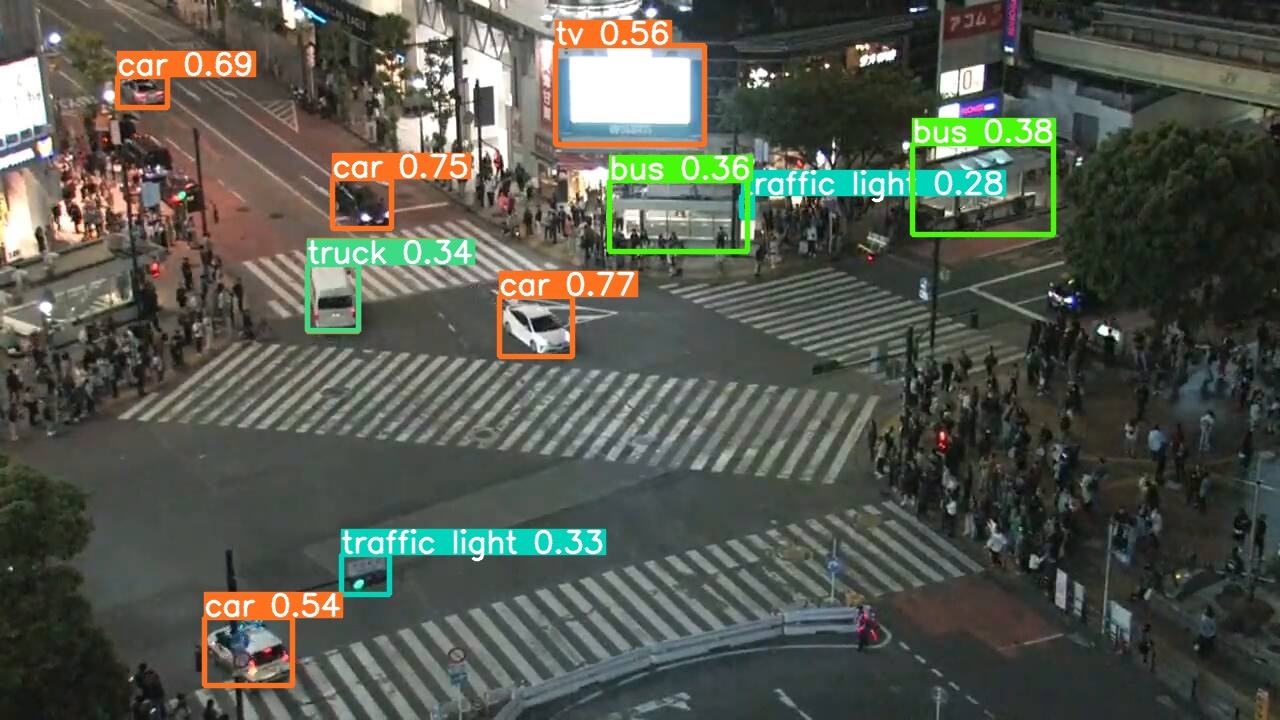 tv 0.56
car 0.69
アコム
bus 0.38
car 0.75
bus 0.36
traffic light 0.28
truck 0.34
car 0.77
traffic light 0.33
car 0.54